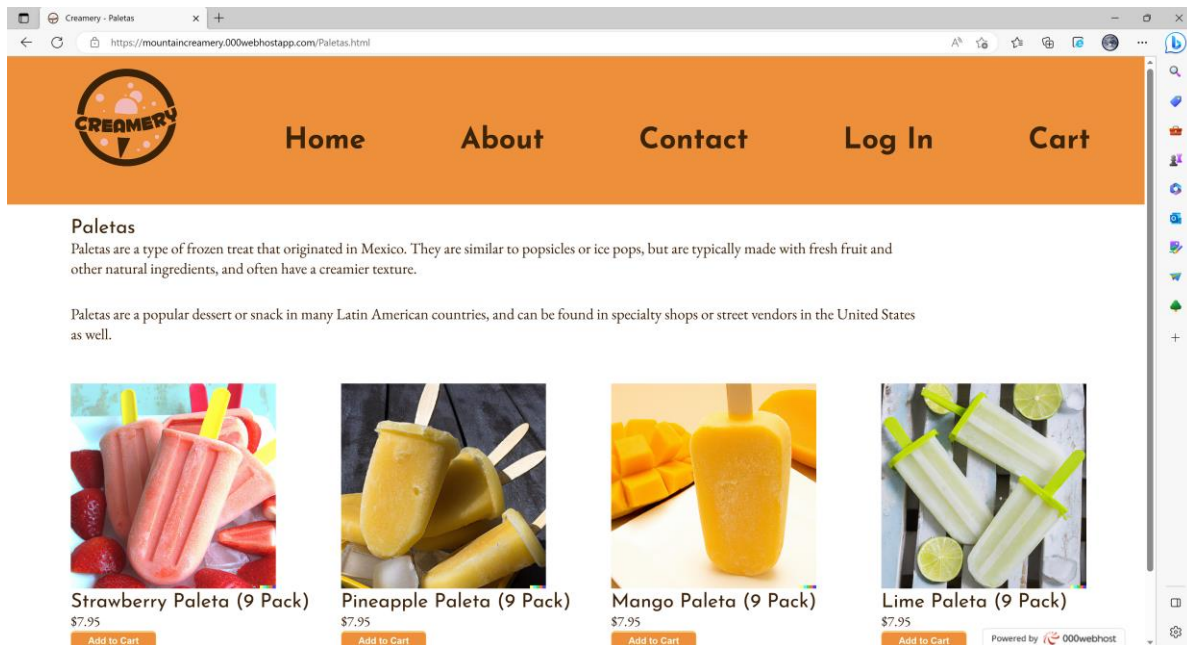 Creamery - Paletas
https://mountaincreamery.000webhostapp.com/Paletas.html
CREAMERY
Home About Contact Log In Cart
Paletas
Paletas are a type of frozen treat that originated in Mexico. They are similar to popsicles or ice pops, but are typically made with fresh fruit and
other natural ingredients, and often have a creamier texture.
Paletas are a popular dessert or snack in many Latin American countries, and can be found in specialty shops or street vendors in the United States
as well.
Strawberry Paleta (9 Pack) Pineapple Paleta (9 Pack) Mango Paleta (9 Pack) Lime Paleta (9 Pack)
$7.95 $7.95 $7.95 $7.95
Add to Cart Add to Cart Add to Cart Add to Cart
Powered by 000webhost